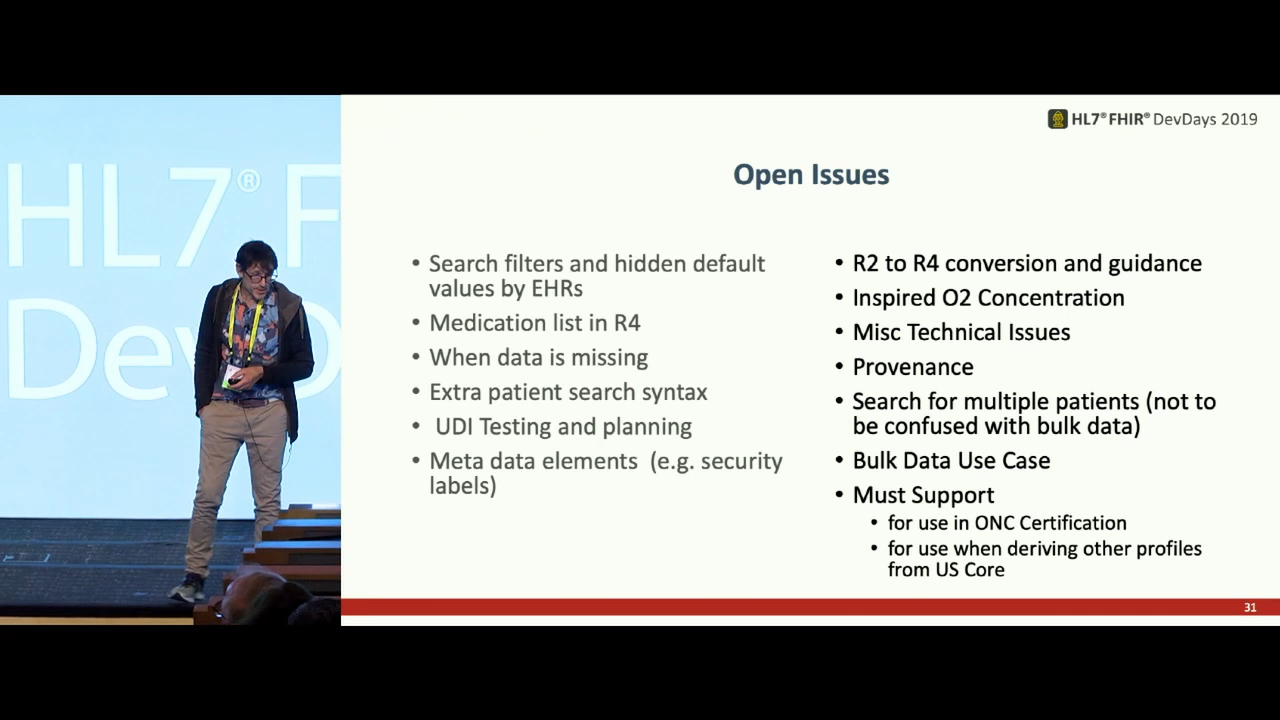 HL7® F
Dev D
HL7® FHIR® DevDays 2019
Open Issues
• Search filters and hidden default
values by EHRs
• Medication list in R4
• When data is missing
• Extra patient search syntax
• UDI Testing and planning
• Meta data elements (e.g. security
labels)
• R2 to R4 conversion and guidance
• Inspired O2 Concentration
• Misc Technical Issues
• Provenance
• Search for multiple patients (not to
be confused with bulk data)
• Bulk Data Use Case
• Must Support
• for use in ONC Certification
• for use when deriving other profiles
from US Core
31